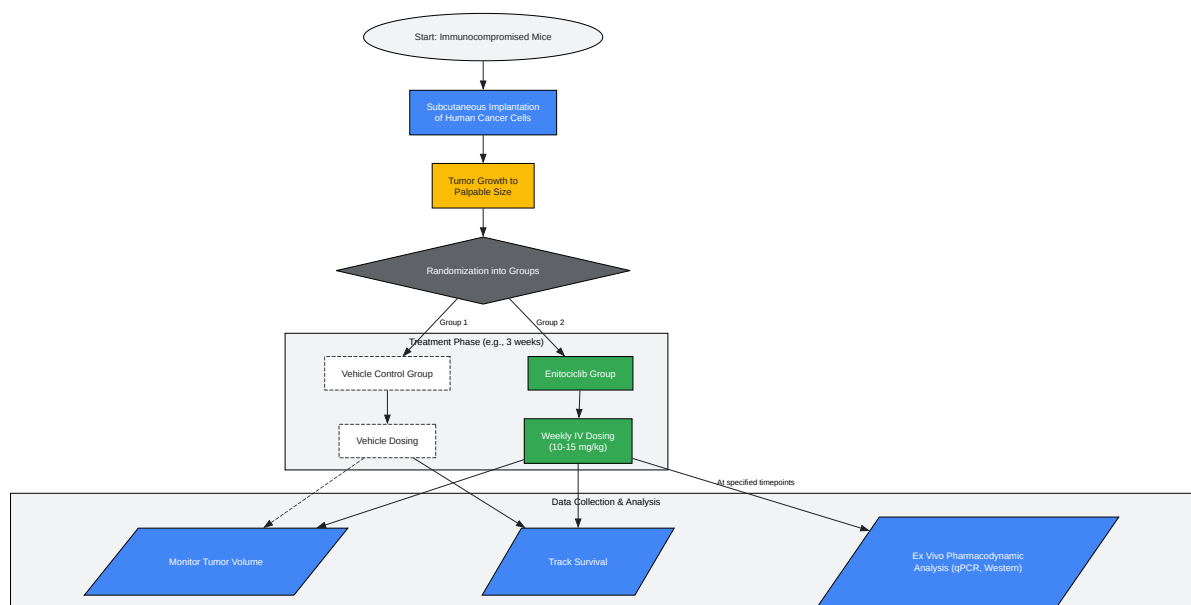 Start: Immunocompromised Mice
Subcutaneous Implantation
of Human Cancer Cells
Tumor Growth to
Palpable Size
Randomization into Groups
Group 1
Group 2
Treatment Phase (e.g., 3 weeks)
Vehicle Control Group
Enitociclib Group
Vehicle Dosing
Weekly IV Dosing
(10-15 mg/kg)
At specified timepoints
Data Collection & Analysis
Monitor Tumor Volume
Track Survival
Ex Vivo Pharmacodynamic
Analysis (qPCR, Western)